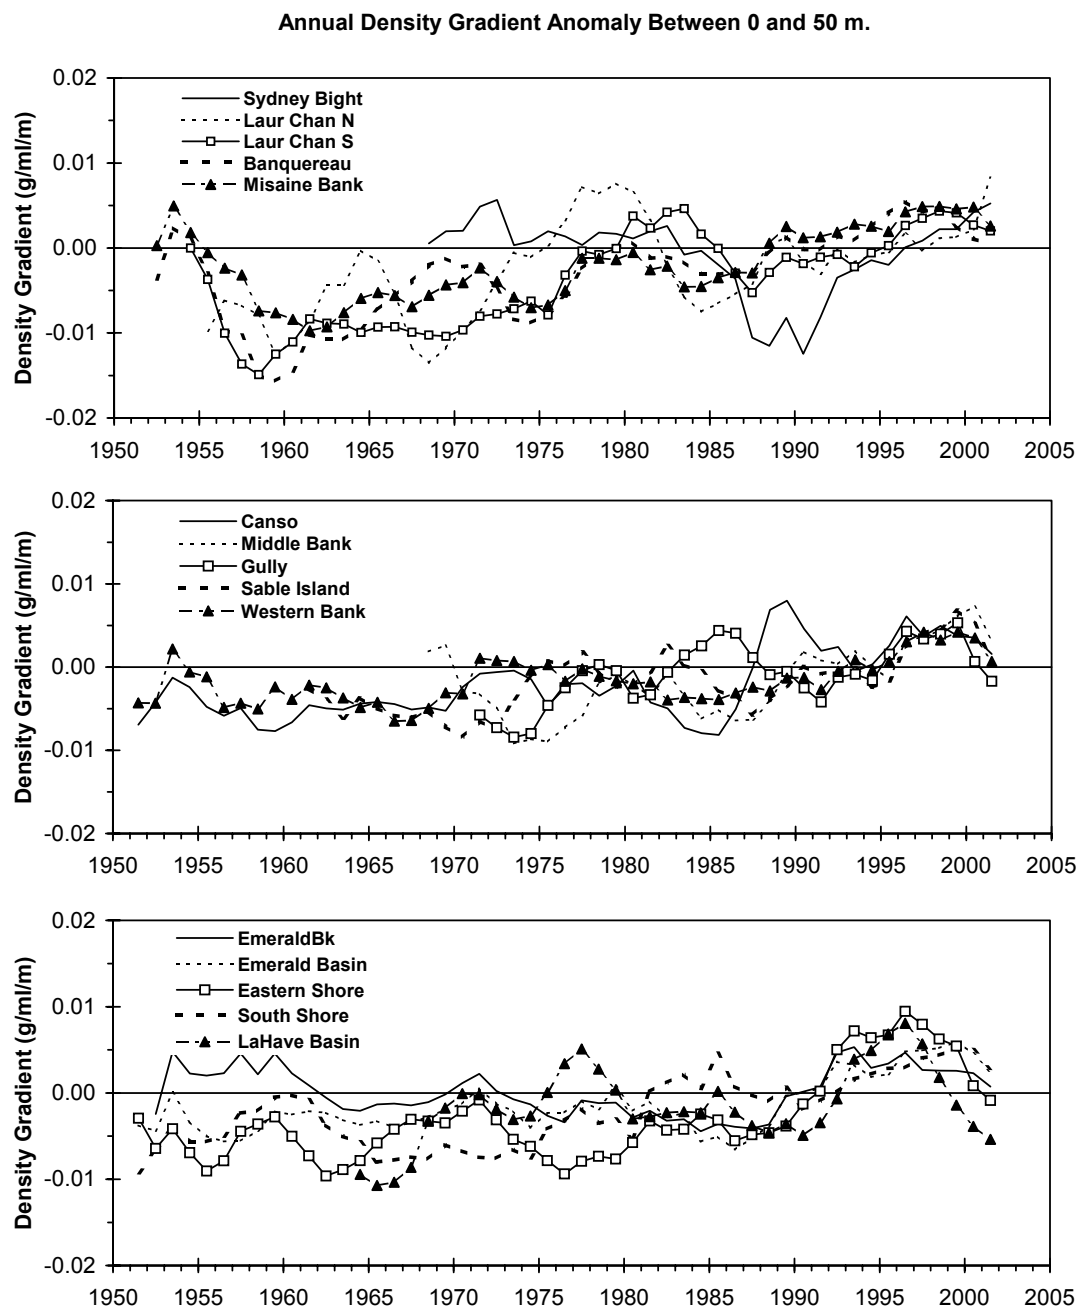 Annual Density Gradient Anomaly Between 0 and 50 m.
Density Gradient (g/ml/m)
0.02
0.01
0.00
-0.01
-0.02
Sydney Bight
Laur Chan N
Laur Chan S
Banquereau
Misaine Bank
1950 1955 1960 1965 1970 1975 1980 1985 1990 1995 2000 2005
Density Gradient (g/ml/m)
0.02
0.01
0.00
-0.01
-0.02
Canso
Middle Bank
Gully
Sable Island
Western Bank
1950 1955 1960 1965 1970 1975 1980 1985 1990 1995 2000 2005
Density Gradient (g/ml/m)
0.02
0.01
0.00
-0.01
-0.02
EmeraldBk
Emerald Basin
Eastern Shore
South Shore
LaHave Basin
1950 1955 1960 1965 1970 1975 1980 1985 1990 1995 2000 2005